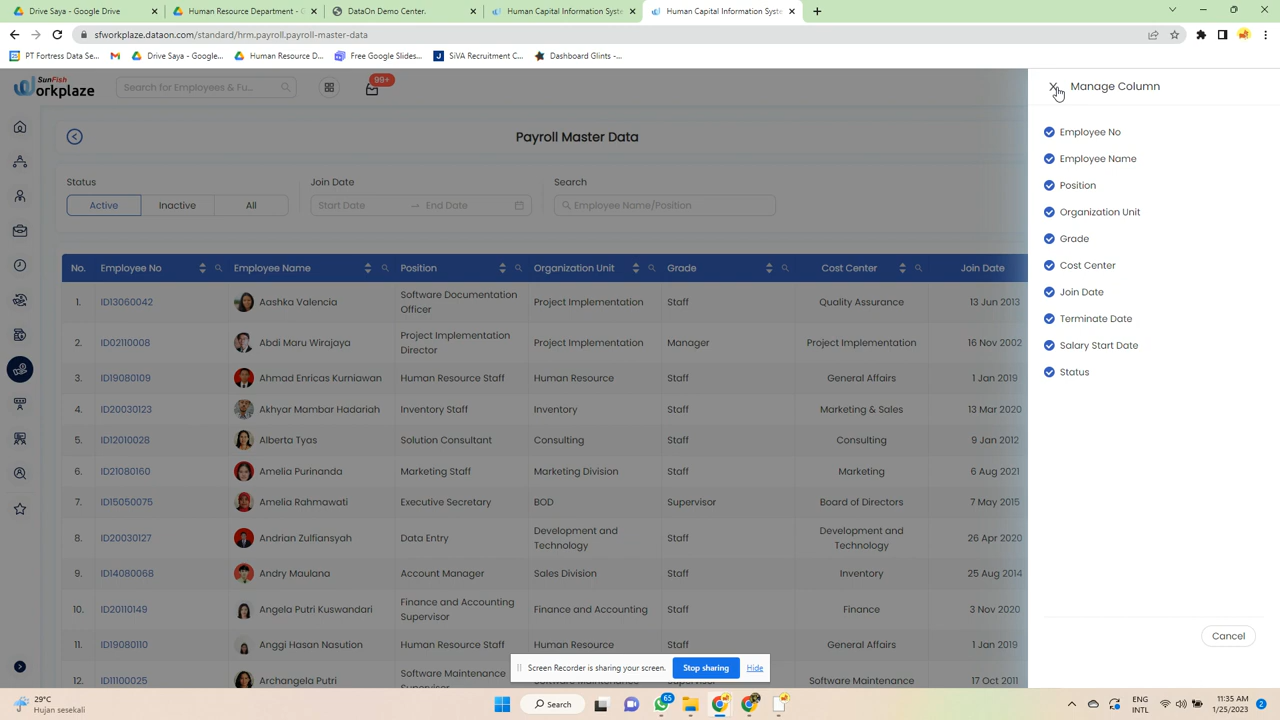 Drive Saya - Google Drive
Human Resource Department - G
DataOn Demo Center.
Human Capital Information Syste
Human Capital Information Syste
sfworkplaze.dataon.com/standard/hrm.payroll.payroll-master-data
PT Fortress Data Se...
Drive Saya - Google...
Human Resource D...
Free Google Slides...
SiVA Recruitment C...
Dashboard Glints -...
SunFish
workplaze
Search for Employees & Fu...
99+
Manage Column
Payroll Master Data
Employee No
Employee Name
Position
Organization Unit
Grade
Cost Center
Join Date
Terminate Date
Salary Start Date
Status
Cancel
Status
Join Date
Search
Active
Inactive
All
Start Date
End Date
Employee Name/Position
No. Employee No Employee Name Position Organization Unit Grade Cost Center Join Date
1. ID13060042 Aashka Valencia Software Documentation Officer Project Implementation Staff Quality Assurance 13 Jun 2013
2. ID02110008 Abdi Maru Wirajaya Project Implementation Director Project Implementation Manager Project Implementation 16 Nov 2002
3. ID19080109 Ahmad Enricas Kurniawan Human Resource Staff Human Resource Staff General Affairs 1 Jan 2019
4. ID20030123 Akhyar Mambar Hadariah Inventory Staff Inventory Staff Marketing & Sales 13 Mar 2020
5. ID12010028 Alberta Tyas Solution Consultant Consulting Staff Consulting 9 Jan 2012
6. ID21080160 Amelia Purinanda Marketing Staff Marketing Division Staff Marketing 6 Aug 2021
7. ID15050075 Amelia Rahmawati Executive Secretary BOD Supervisor Board of Directors 7 May 2015
8. ID20030127 Andrian Zulfiansyah Data Entry Development and Technology Staff Development and Technology 26 Apr 2020
9. ID14080068 Andry Maulana Account Manager Sales Division Staff Inventory 25 Aug 2014
10. ID20110149 Angela Putri Kuswandari Finance and Accounting Supervisor Finance and Accounting Staff Finance 3 Nov 2020
11. ID19080110 Anggi Hasan Nasution Human Resource Staff Human Resource Staff General Affairs 1 Jan 2019
12. ID11100025 Archangela Putri Software Maintenance Supervisor Software Maintenance Supervisor Software Maintenance 17 Oct 2011
Screen Recorder is sharing your screen.
Stop sharing
Hide
29°C
Hujan sesekali
Search
65
ENG
INTL
11:35 AM
1/25/2023
2